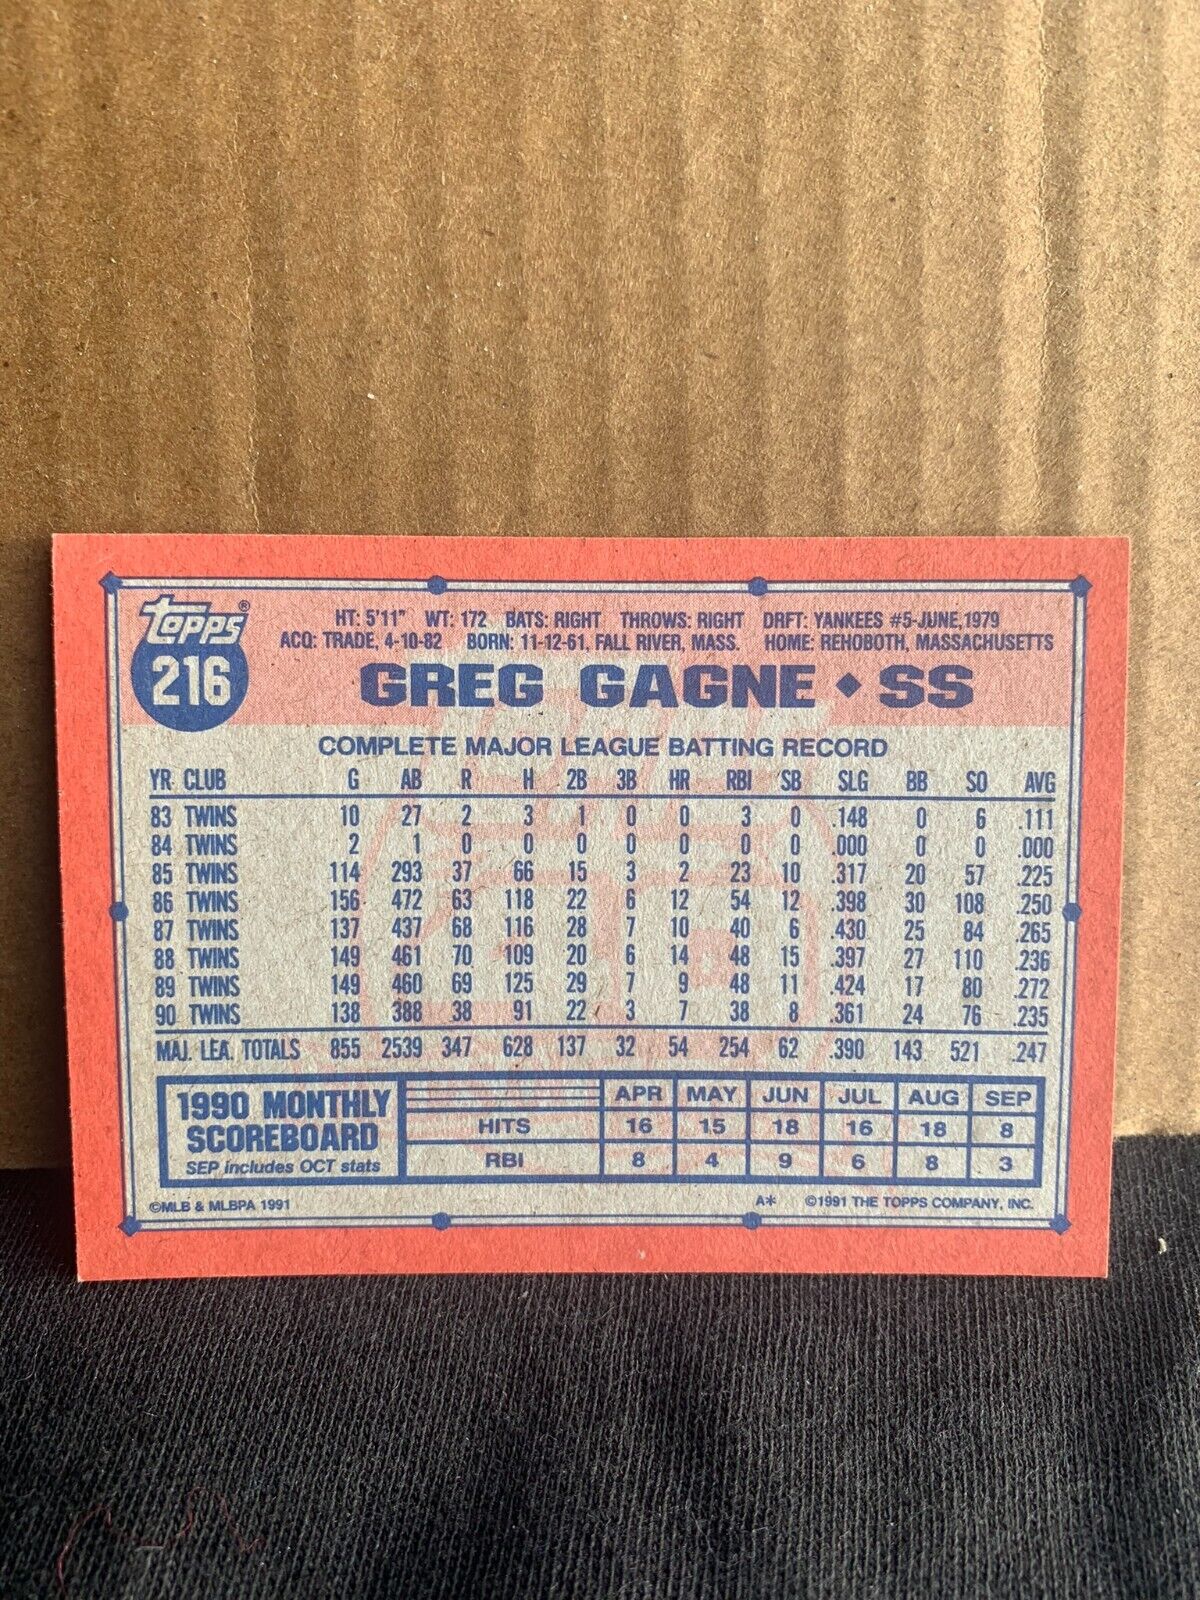 Topps®
216
HT: 5'11" WT: 172 BATS: RIGHT THROWS: RIGHT DRFT: YANKEES #5-JUNE,1979
ACQ: TRADE, 4-10-82 BORN: 11-12-61, FALL RIVER, MASS. HOME: REHOBOTH, MASSACHUSETTS
GREG GAGNE ◆ SS
COMPLETE MAJOR LEAGUE BATTING RECORD
YR CLUB G AB R H 2B 3B HR RBI SB SLG BB SO AVG
83 TWINS 10 27 2 3 1 0 0 3 0 .148 0 6 .111
84 TWINS 2 1 0 0 0 0 0 0 0 .000 0 0 .000
85 TWINS 114 293 37 66 15 3 2 23 10 .317 20 57 .225
86 TWINS 156 472 63 118 22 6 12 54 12 .398 30 108 .250
87 TWINS 137 437 68 116 28 7 10 40 6 .430 25 84 .265
88 TWINS 149 461 70 109 20 6 14 48 15 .397 27 110 .236
89 TWINS 149 460 69 125 29 7 9 48 11 .424 17 80 .272
90 TWINS 138 388 38 91 22 3 7 38 8 .361 24 76 .235
MAJ. LEA. TOTALS 855 2539 347 628 137 32 54 254 62 .390 143 521 .247
1990 MONTHLY
SCOREBOARD
SEP includes OCT stats
APR MAY JUN JUL AUG SEP
HITS 16 15 18 16 18 8
RBI 8 4 9 6 8 3
©MLB & MLBPA 1991 A* ©1991 THE TOPPS COMPANY, INC.